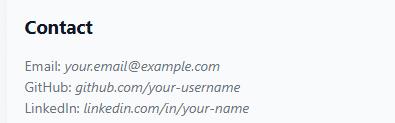 Contact
Email: your.email@example.com
GitHub: github.com/your-username
LinkedIn: linkedin.com/in/your-name